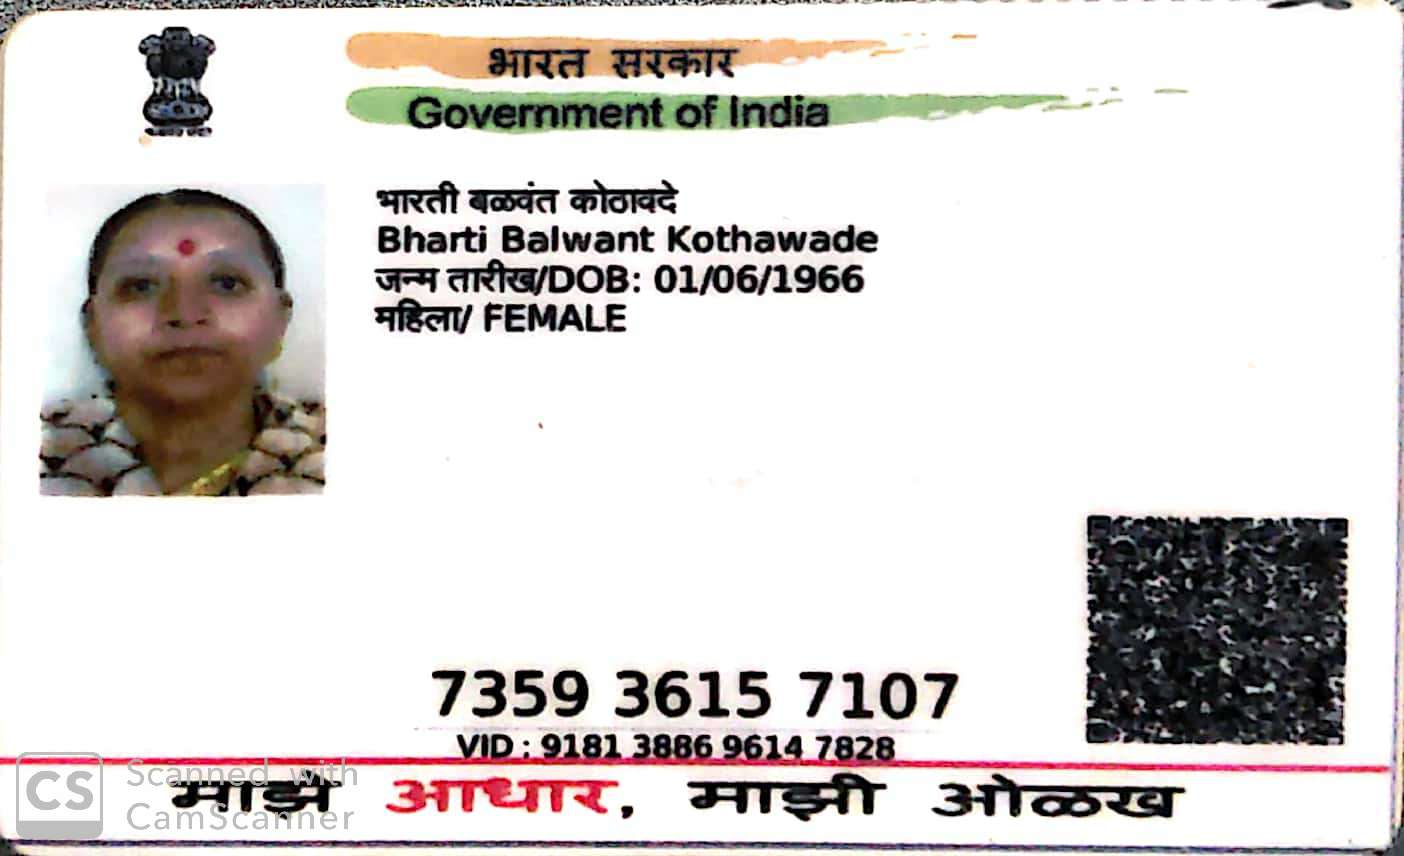 भारत सरकार
Government of India
भारती बळवंत कोठावदे
Bharti Balwant Kothawade
जन्म तारीख/DOB: 01/06/1966
महिला/ FEMALE
7359 3615 7107
VID : 9181 3886 9614 7828
माझे आधार, माझी ओळख
CS Scanned with
CamScanner